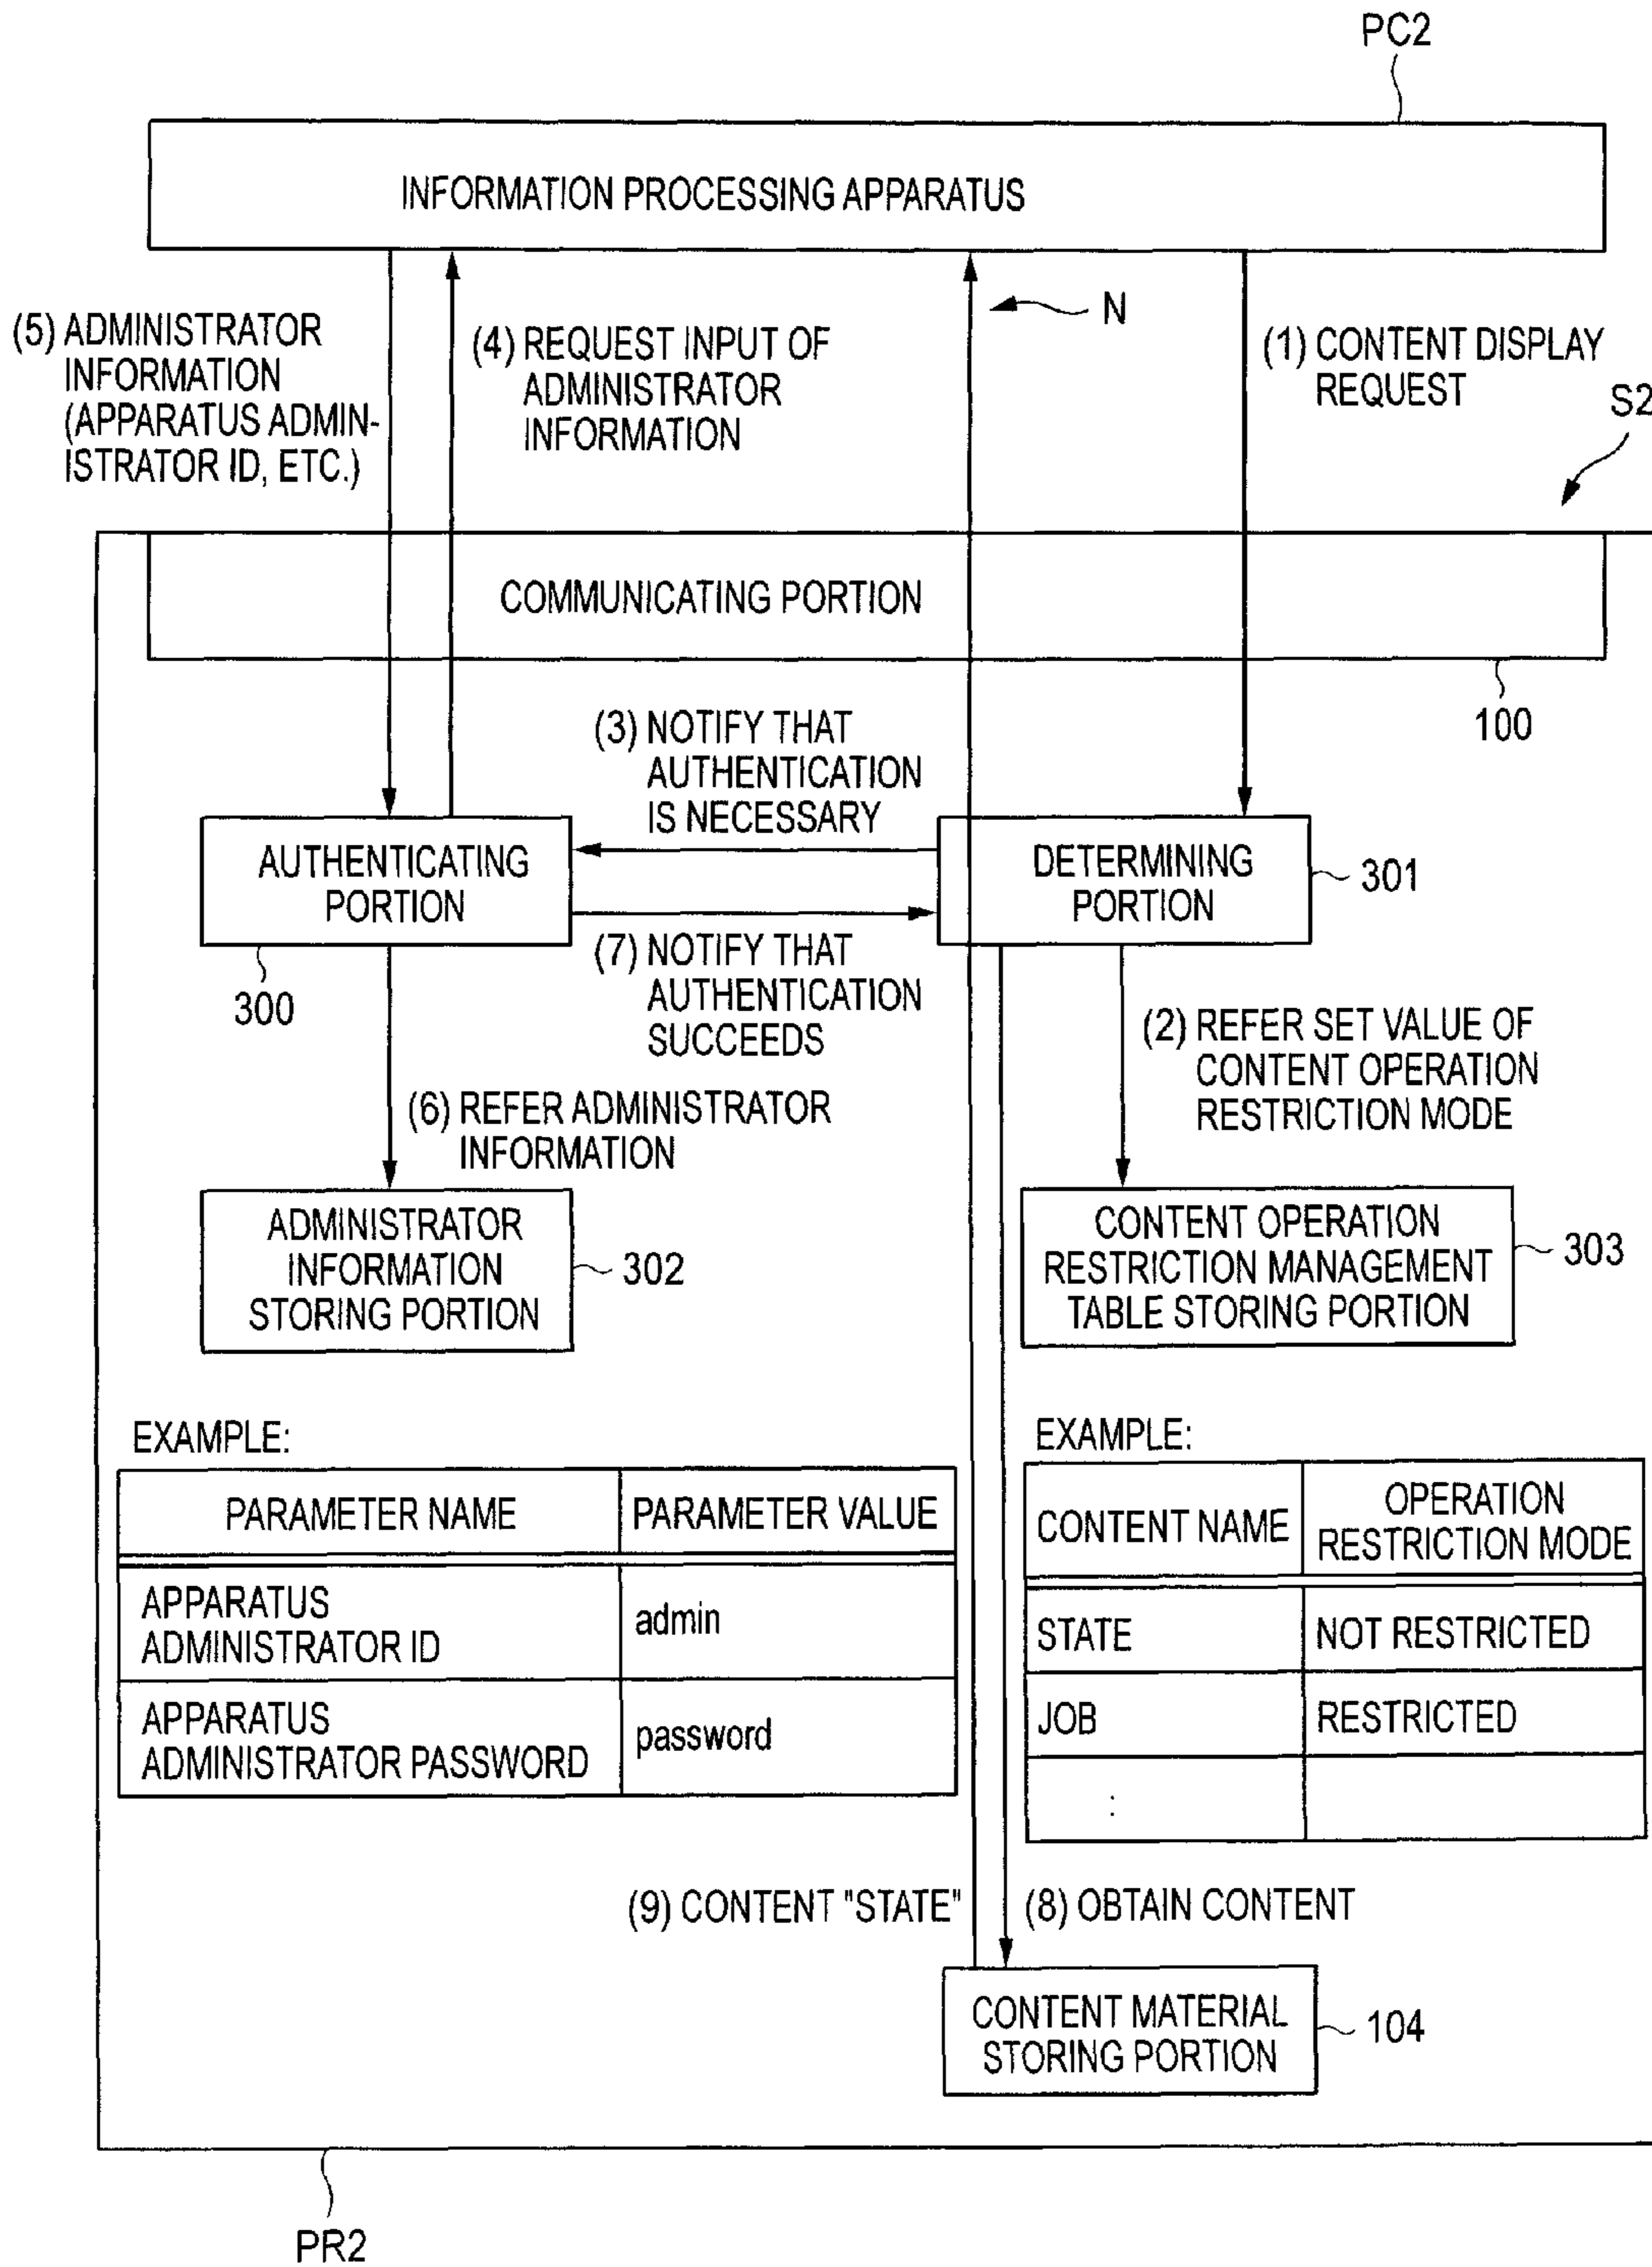 PC2
INFORMATION PROCESSING APPARATUS
(5) ADMINISTRATOR
INFORMATION
(APPARATUS ADMIN-
ISTRATOR ID, ETC.)
(4) REQUEST INPUT OF
ADMINISTRATOR
INFORMATION
N
(1) CONTENT DISPLAY
REQUEST
S2
COMMUNICATING PORTION
100
(3) NOTIFY THAT
AUTHENTICATION
IS NECESSARY
AUTHENTICATING
PORTION
300
DETERMINING
PORTION
301
(7) NOTIFY THAT
AUTHENTICATION
SUCCEEDS
(2) REFER SET VALUE OF
CONTENT OPERATION
RESTRICTION MODE
(6) REFER ADMINISTRATOR
INFORMATION
ADMINISTRATOR
INFORMATION
STORING PORTION
302
CONTENT OPERATION
RESTRICTION MANAGEMENT
TABLE STORING PORTION
303
EXAMPLE:
PARAMETER NAME
PARAMETER VALUE
APPARATUS
ADMINISTRATOR ID
admin
APPARATUS
ADMINISTRATOR PASSWORD
password
EXAMPLE:
CONTENT NAME
OPERATION
RESTRICTION MODE
STATE
NOT RESTRICTED
JOB
RESTRICTED
:
(9) CONTENT "STATE"
(8) OBTAIN CONTENT
CONTENT MATERIAL
STORING PORTION
104
PR2